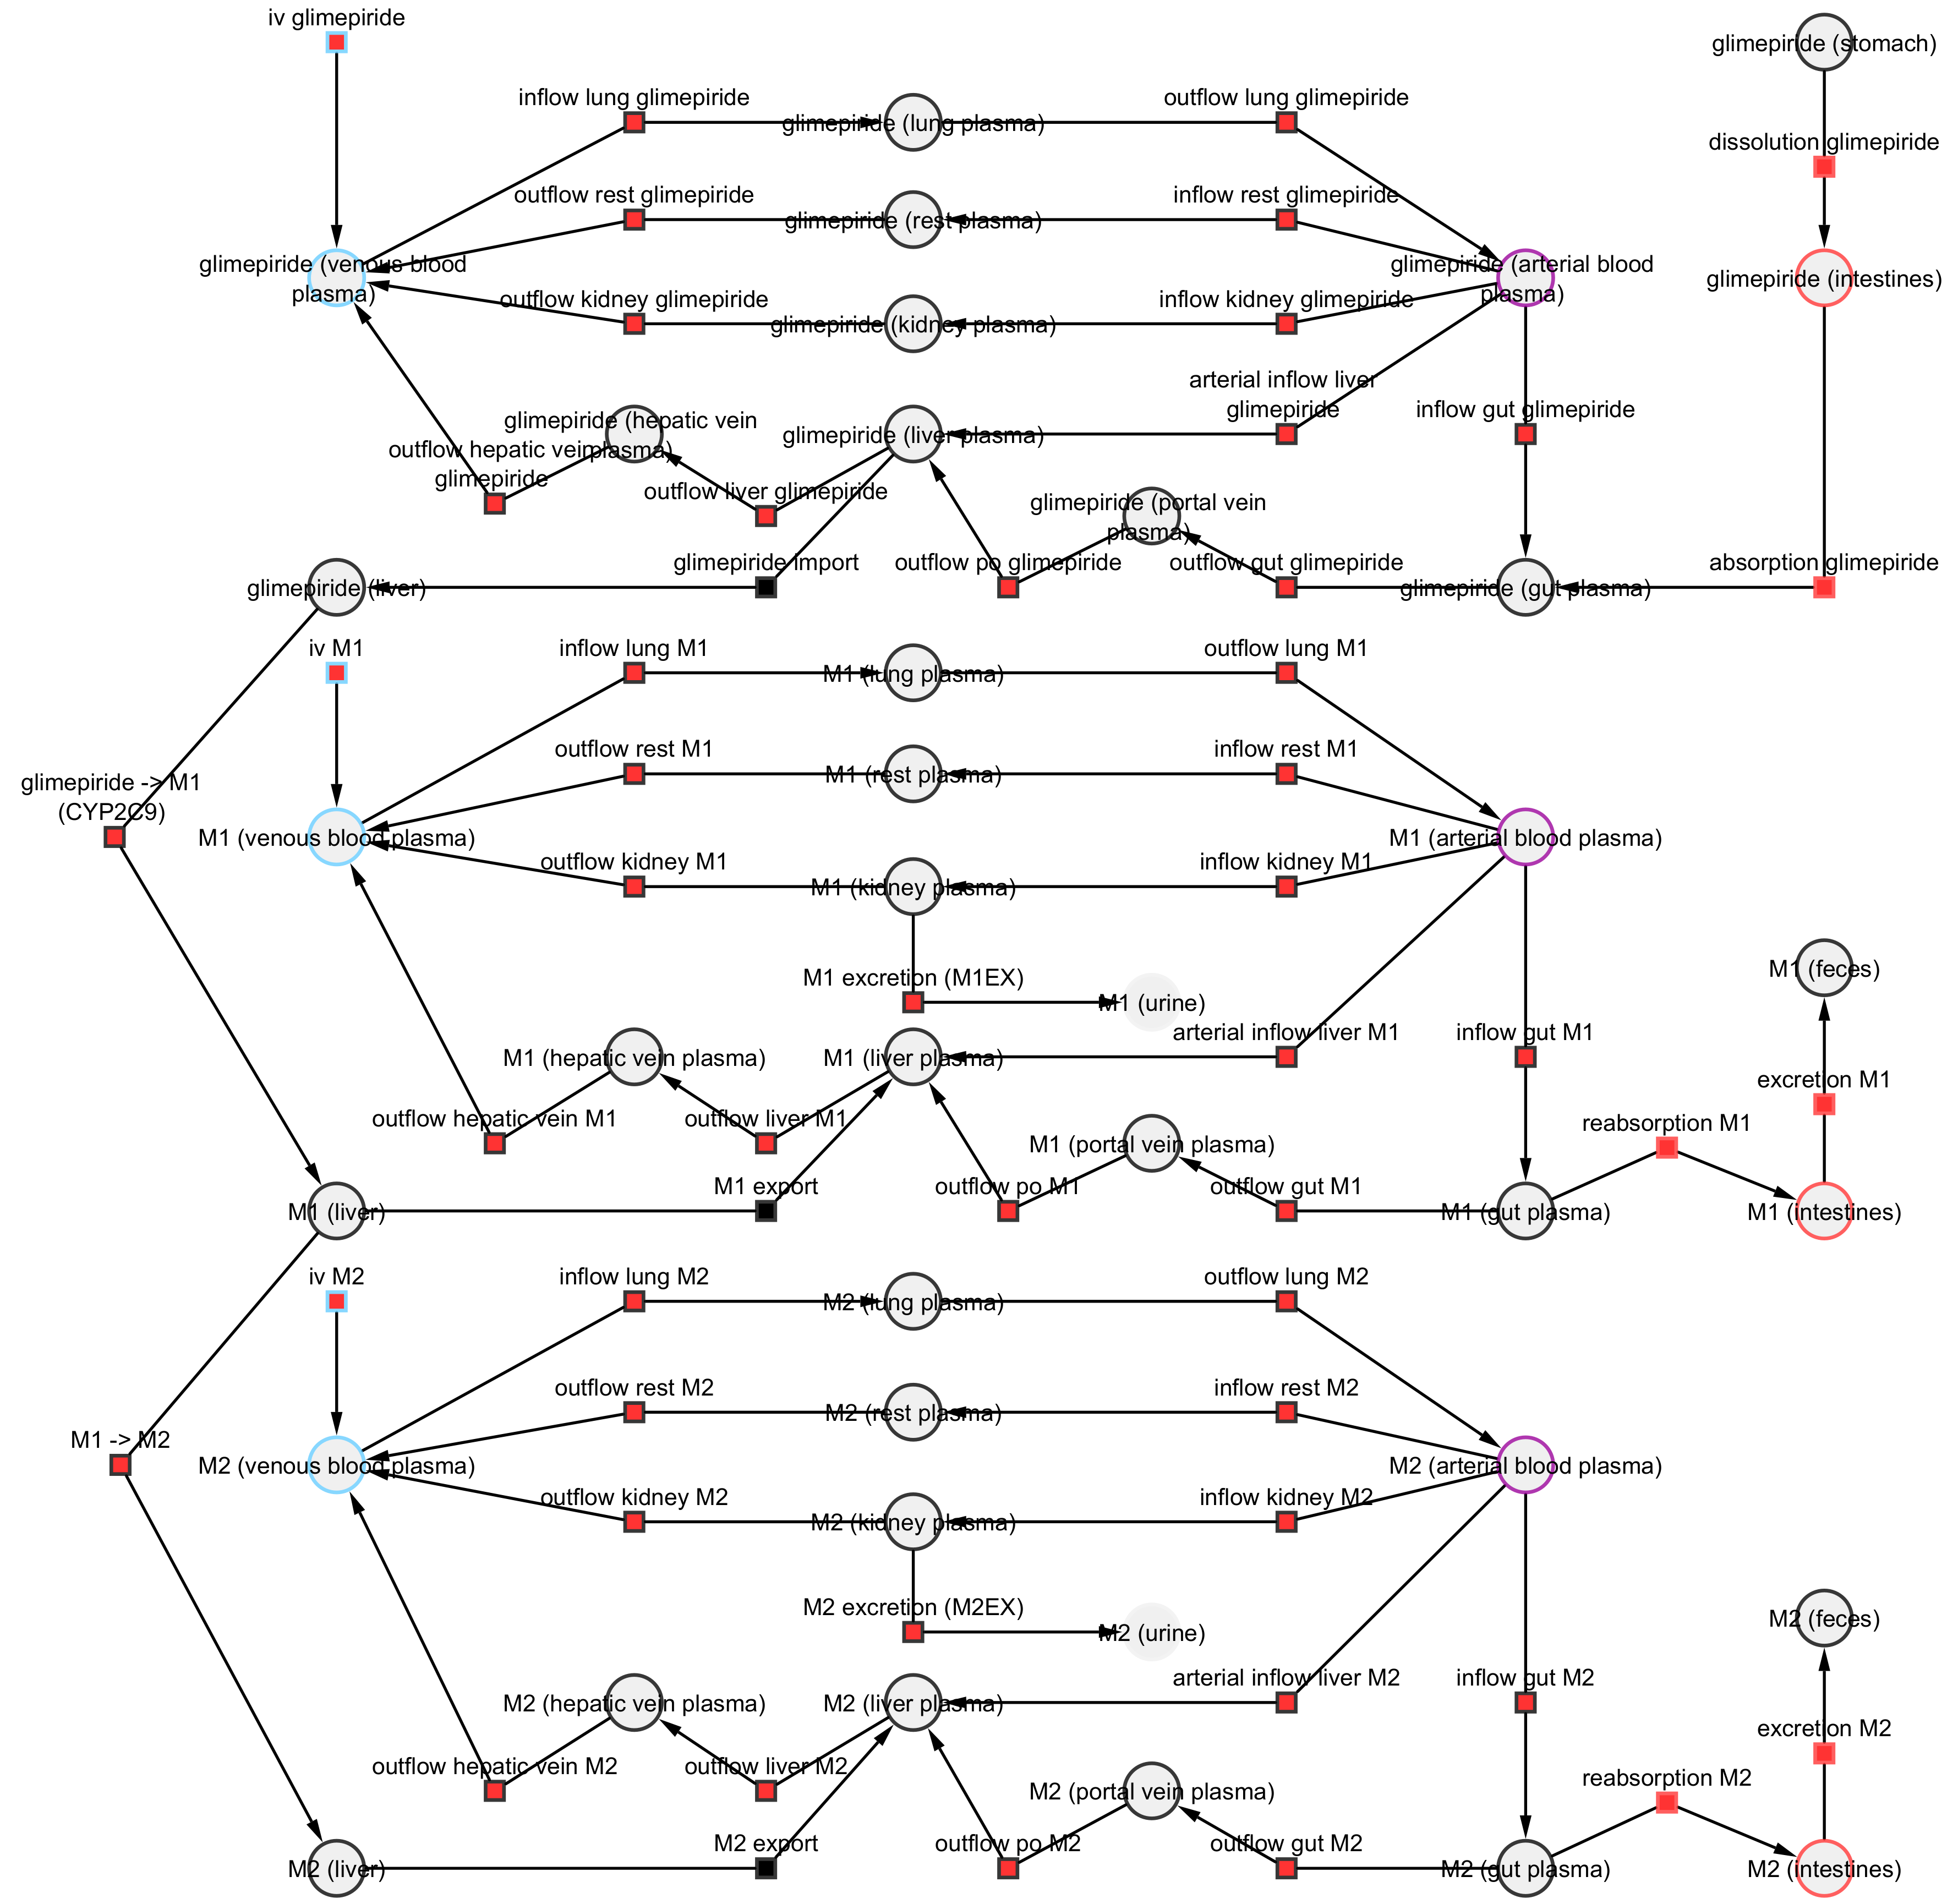 iv glimepiride
glimepiride (stomach)
inflow lung glimepiride
outflow lung glimepiride
glimepiride (lung plasma)
dissolution glimepiride
outflow rest glimepiride
inflow rest glimepiride
glimepiride (rest plasma)
glimepiride (venous blood
plasma)
glimepiride (arterial blood
plasma)
glimepiride (intestines)
outflow kidney glimepiride
inflow kidney glimepiride
glimepiride (kidney plasma)
arterial inflow liver
glimepiride
inflow gut glimepiride
glimepiride (hepatic vein
plasma)
glimepiride (liver plasma)
outflow hepatic vein
glimepiride
outflow liver glimepiride
glimepiride (portal vein
plasma)
glimepiride import
outflow po glimepiride
outflow gut glimepiride
absorption glimepiride
glimepiride (liver)
glimepiride (gut plasma)
iv M1
inflow lung M1
outflow lung M1
M1 (lung plasma)
outflow rest M1
inflow rest M1
M1 (rest plasma)
glimepiride -> M1
(CYP2C9)
M1 (venous blood plasma)
M1 (arterial blood plasma)
outflow kidney M1
inflow kidney M1
M1 (kidney plasma)
M1 (feces)
M1 excretion (M1EX)
M1 (urine)
arterial inflow liver M1
inflow gut M1
M1 (hepatic vein plasma)
M1 (liver plasma)
excretion M1
outflow hepatic vein M1
outflow liver M1
reabsorption M1
M1 (portal vein plasma)
M1 export
outflow po M1
outflow gut M1
M1 (liver)
M1 (gut plasma)
M1 (intestines)
iv M2
inflow lung M2
outflow lung M2
M2 (lung plasma)
outflow rest M2
inflow rest M2
M2 (rest plasma)
M1 -> M2
M2 (venous blood plasma)
M2 (arterial blood plasma)
outflow kidney M2
inflow kidney M2
M2 (kidney plasma)
M2 excretion (M2EX)
M2 (feces)
M2 (urine)
arterial inflow liver M2
inflow gut M2
M2 (hepatic vein plasma)
M2 (liver plasma)
excretion M2
outflow hepatic vein M2
outflow liver M2
reabsorption M2
M2 (portal vein plasma)
M2 export
outflow po M2
outflow gut M2
M2 (liver)
M2 (gut plasma)
M2 (intestines)